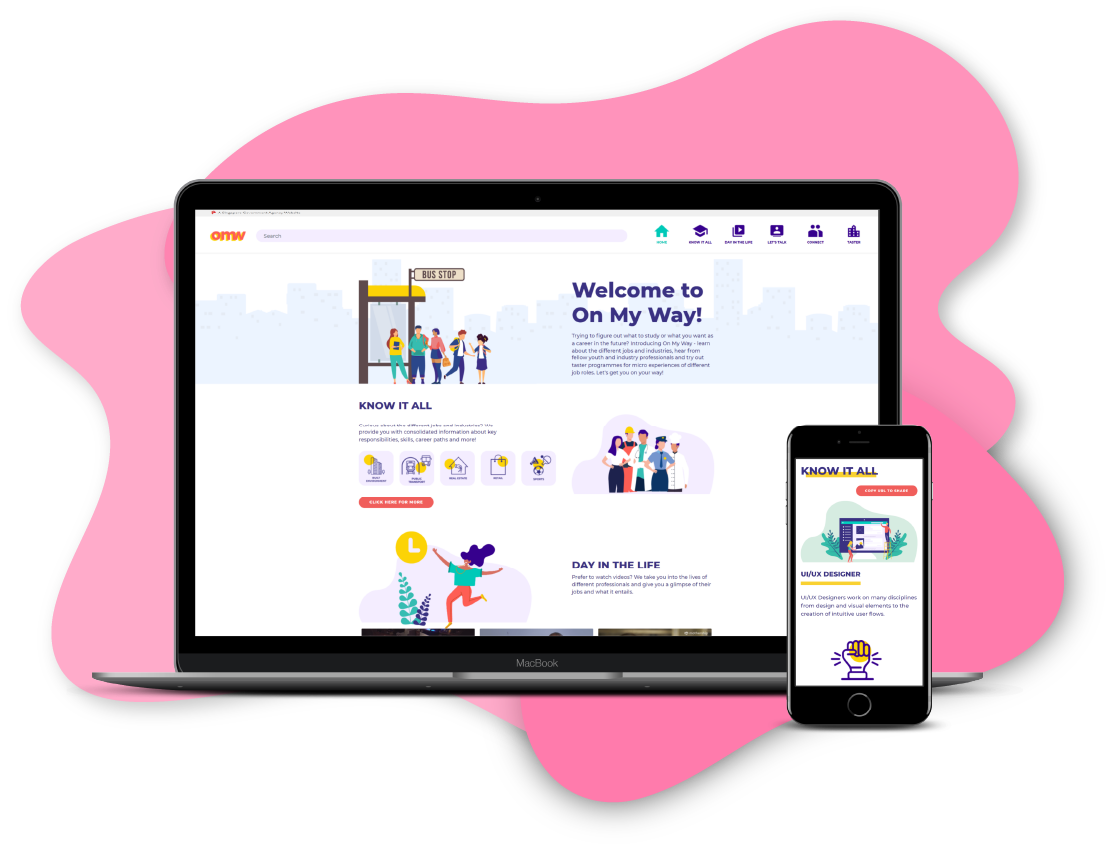 A Singapore Government Agency Website
omw
Search
HOME
KNOW IT ALL
DAY IN THE LIFE
LET'S TALK
CONNECT
TASTER
BUS STOP
Welcome to
On My Way!
Trying to figure out what to study or what you want as
a career in the future? Introducing On My Way - learn
about the different jobs and industries, hear from
fellow youth and industry professionals and try out
taster programmes for micro experiences of different
job roles. Let's get you on your way!
KNOW IT ALL
Curious about the different jobs and industries? We
provide you with consolidated information about key
responsibilities, skills, career paths and more!
BUILT
ENVIRONMENT
PUBLIC
TRANSPORT
REAL ESTATE
RETAIL
SPORTS
CLICK HERE FOR MORE
DAY IN THE LIFE
Prefer to watch videos? We take you into the lives of
different professionals and give you a glimpse of their
jobs and what it entails.
MacBook
KNOW IT ALL
COPY URL TO SHARE
UI/UX DESIGNER
UI/UX Designers work on many disciplines
from design and visual elements to the
creation of intuitive user flows.